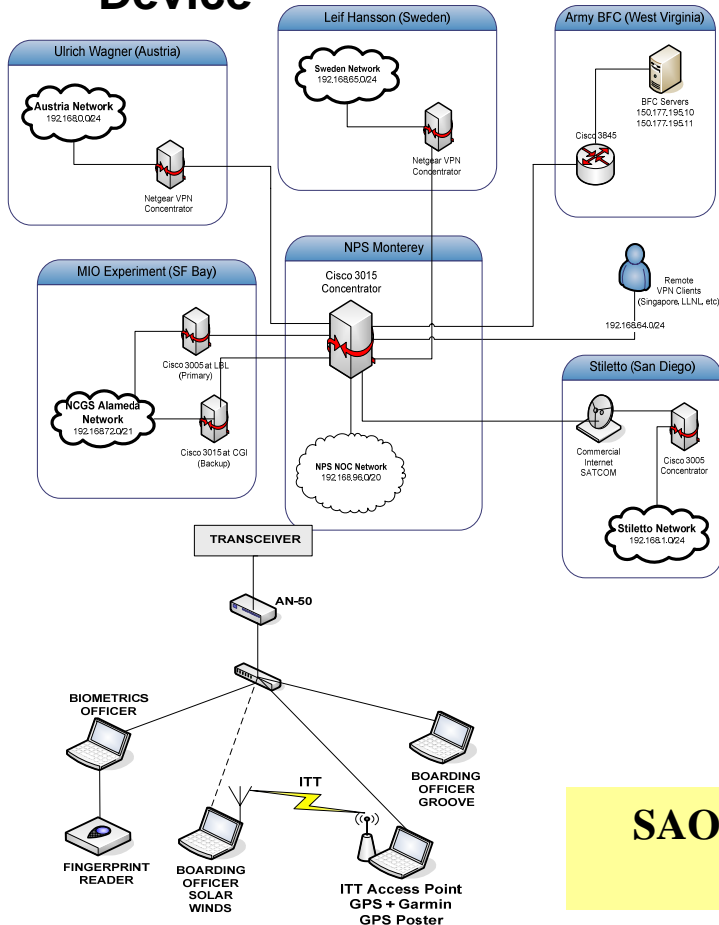 Device
Ulrich Wagner (Austria)
Austria Network
192.168.0.0/24
Netgear VPN
Concentrator
Leif Hansson (Sweden)
Sweden Network
192.168.65.0/24
Netgear VPN
Concentrator
Army BFC (West Virginia)
BFC Servers
150.177.195.10
150.177.195.11
Cisco 3845
MIO Experiment (SF Bay)
Cisco 3005 at LBL
(Primary)
NCGS Alameda
Network
192.168.72.0/21
Cisco 3015 at CGI
(Backup)
NPS Monterey
Cisco 3015
Concentrator
NPS NOC Network
192.168.96.0/20
Remote
VPN Clients
(Singapore, LLNL, etc)
192.168.64.0/24
Stiletto (San Diego)
Commercial
Internet
SATCOM
Cisco 3005
Concentrator
Stiletto Network
192.168.1.0/24
TRANSCEIVER
AN-50
BIOMETRICS
OFFICER
FINGERPRINT
READER
BOARDING
OFFICER
SOLAR
WINDS
ITT
ITT Access Point
GPS + Garmin
GPS Poster
BOARDING
OFFICER
GROOVE
SAO